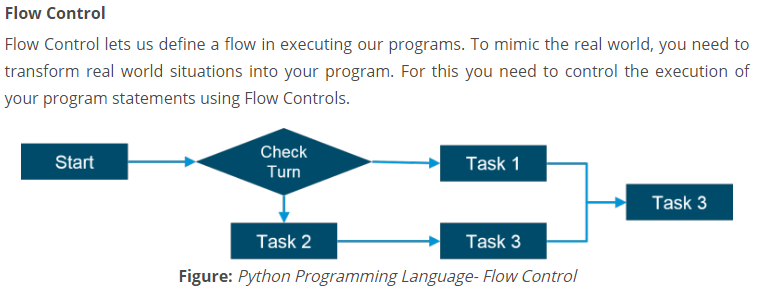 Flow Control
Flow Control lets us define a flow in executing our programs. To mimic the real world, you need to
transform real world situations into your program. For this you need to control the execution of
your program statements using Flow Controls.
Start
Check
Turn
Task 1
Task 3
Task 2
Task 3
Figure: Python Programming Language- Flow Control